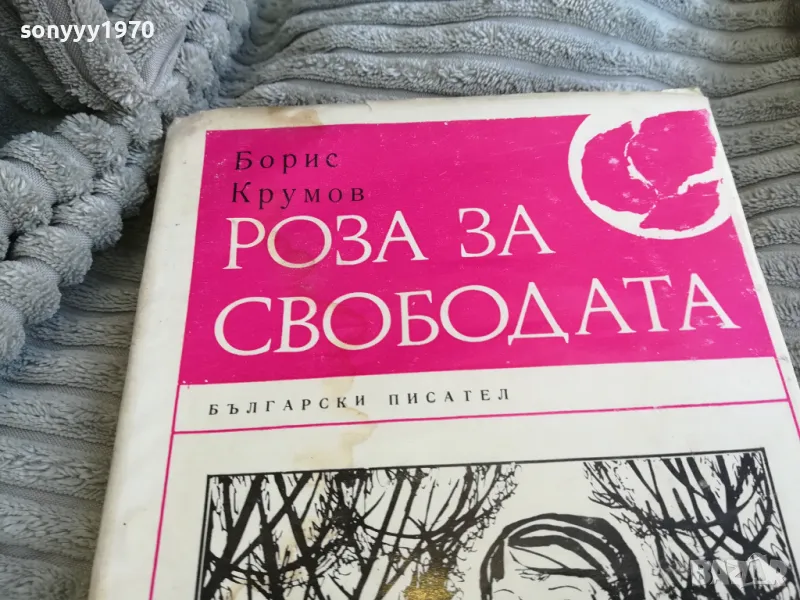 sonyyy1970
Борис
Крумов
РОЗА ЗА
СВОБОДАТА
БЪЛГАРСКИ ПИСАТЕЛ